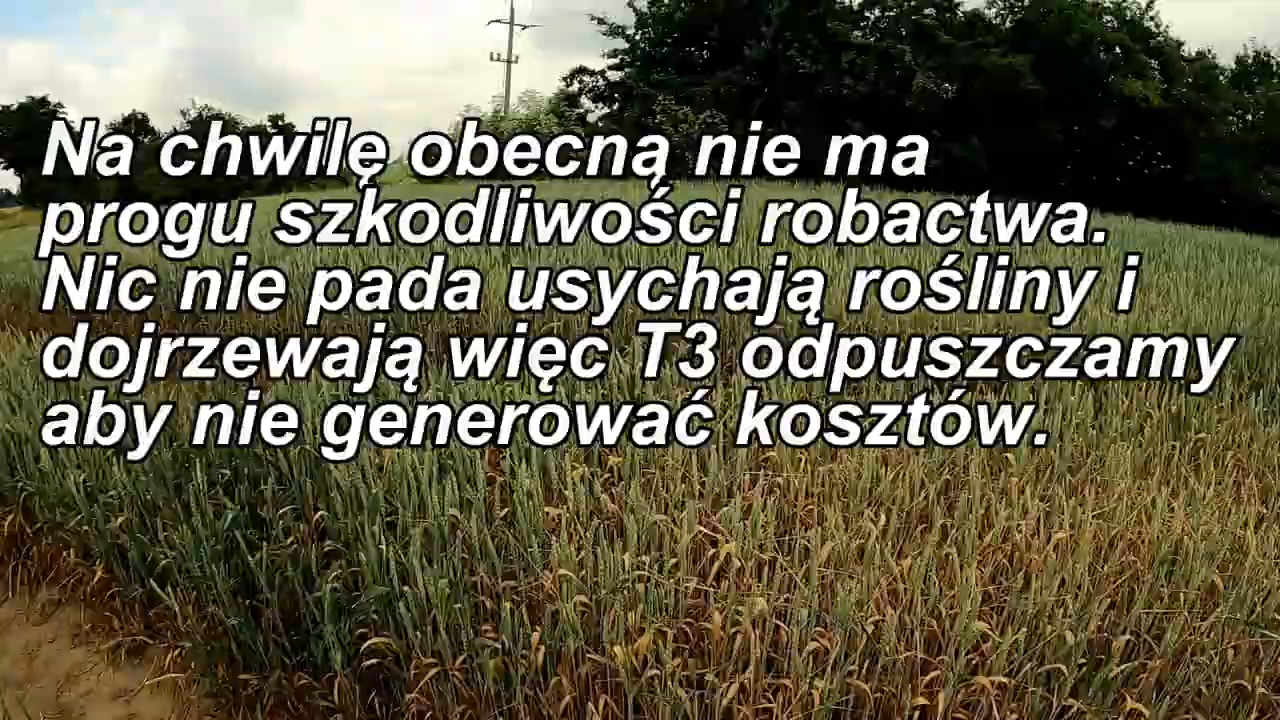 Na chwilę obecną nie ma
progu szkodliwości robactwa.
Nic nie pada usychają rośliny i
dojrzewają więc T3 odpuszczamy
aby nie generować kosztów.